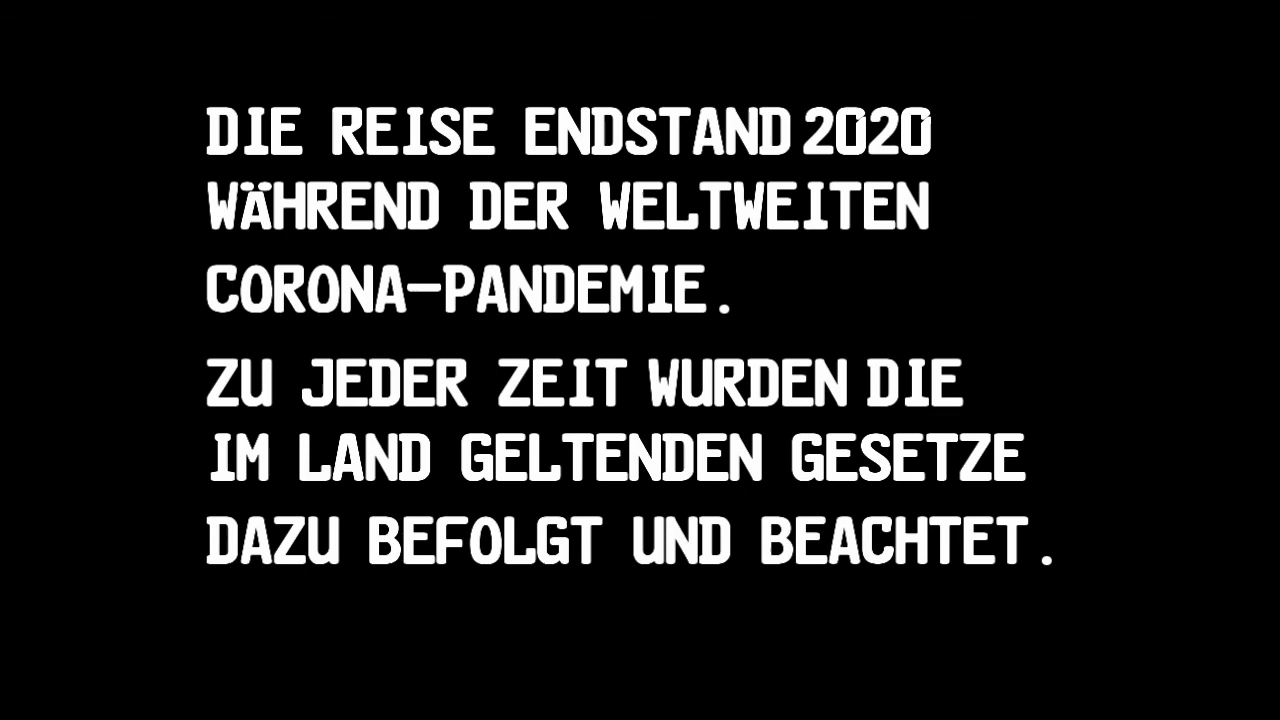 DIE REISE ENDSTAND 2020
WÄHREND DER WELTWEITEN
CORONA-PANDEMIE.
ZU JEDER ZEIT WURDEN DIE
IM LAND GELTENDEN GESETZE
DAZU BEFOLGT UND BEACHTET.